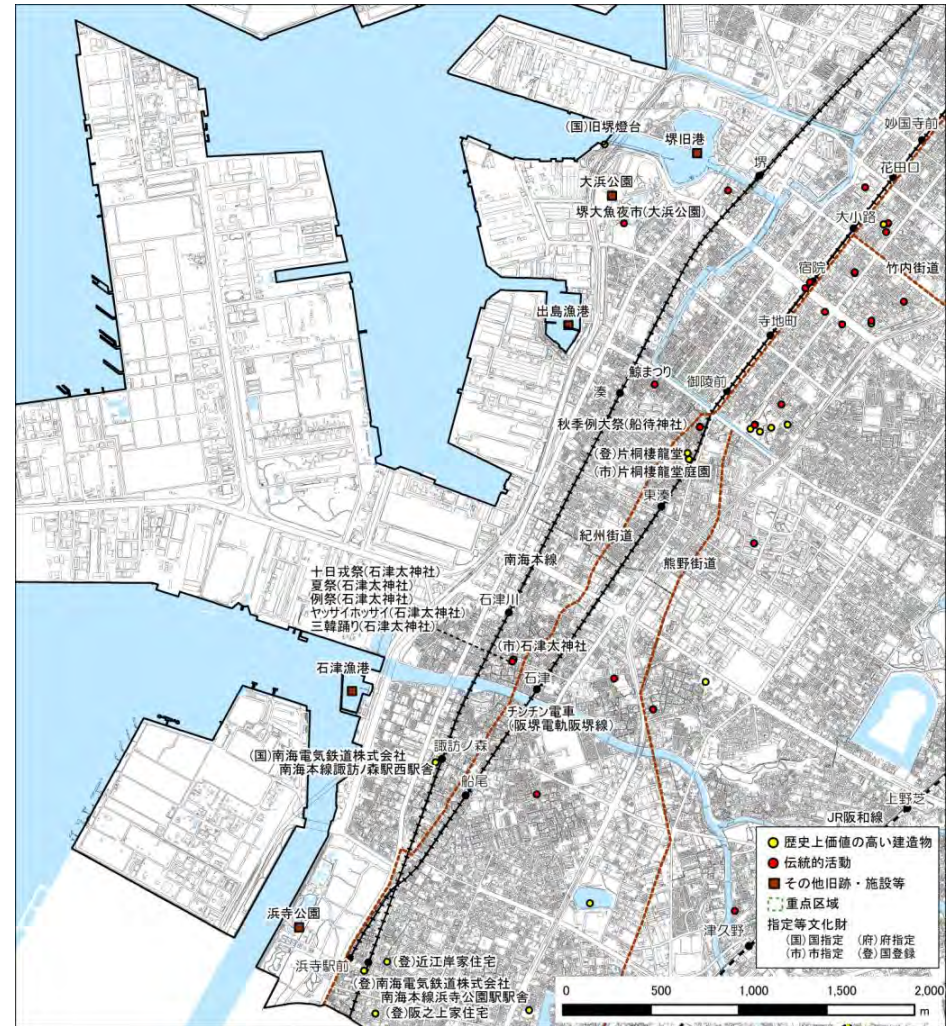 (国)旧堺燈台
堺旧港
妙国寺前
花田口
堺
大浜公園
堺大魚夜市(大浜公園)
大小路
宿院
竹内街道
出島漁港
寺地町
鯨まつり
湊
御陵前
秋季例大祭(船待神社)
(登)片桐棲龍堂
(市)片桐棲龍堂庭園
東湊
紀州街道
南海本線
熊野街道
十日戎祭(石津太神社)
夏祭(石津太神社)
例祭(石津太神社)
ヤッサイホッサイ(石津太神社)
三韓踊り(石津太神社)
石津川
(市)石津太神社
石津漁港
石津
チンチン電車
(阪堺電軌阪堺線)
(国)南海電気鉄道株式会社
南海本線諏訪ノ森駅西駅舎
諏訪ノ森
船尾
上野芝
JR阪和線
浜寺公園
津久野
浜寺駅前
(登)近江岸家住宅
(登)南海電気鉄道株式会社
南海本線浜寺公園駅駅舎
(登)阪之上家住宅
歴史上価値の高い建造物
伝統的活動
その他旧跡・施設等
重点区域
指定等文化財
(国)国指定 (府)府指定
(市)市指定 (登)国登録
0 500 1,000 1,500 2,000
m